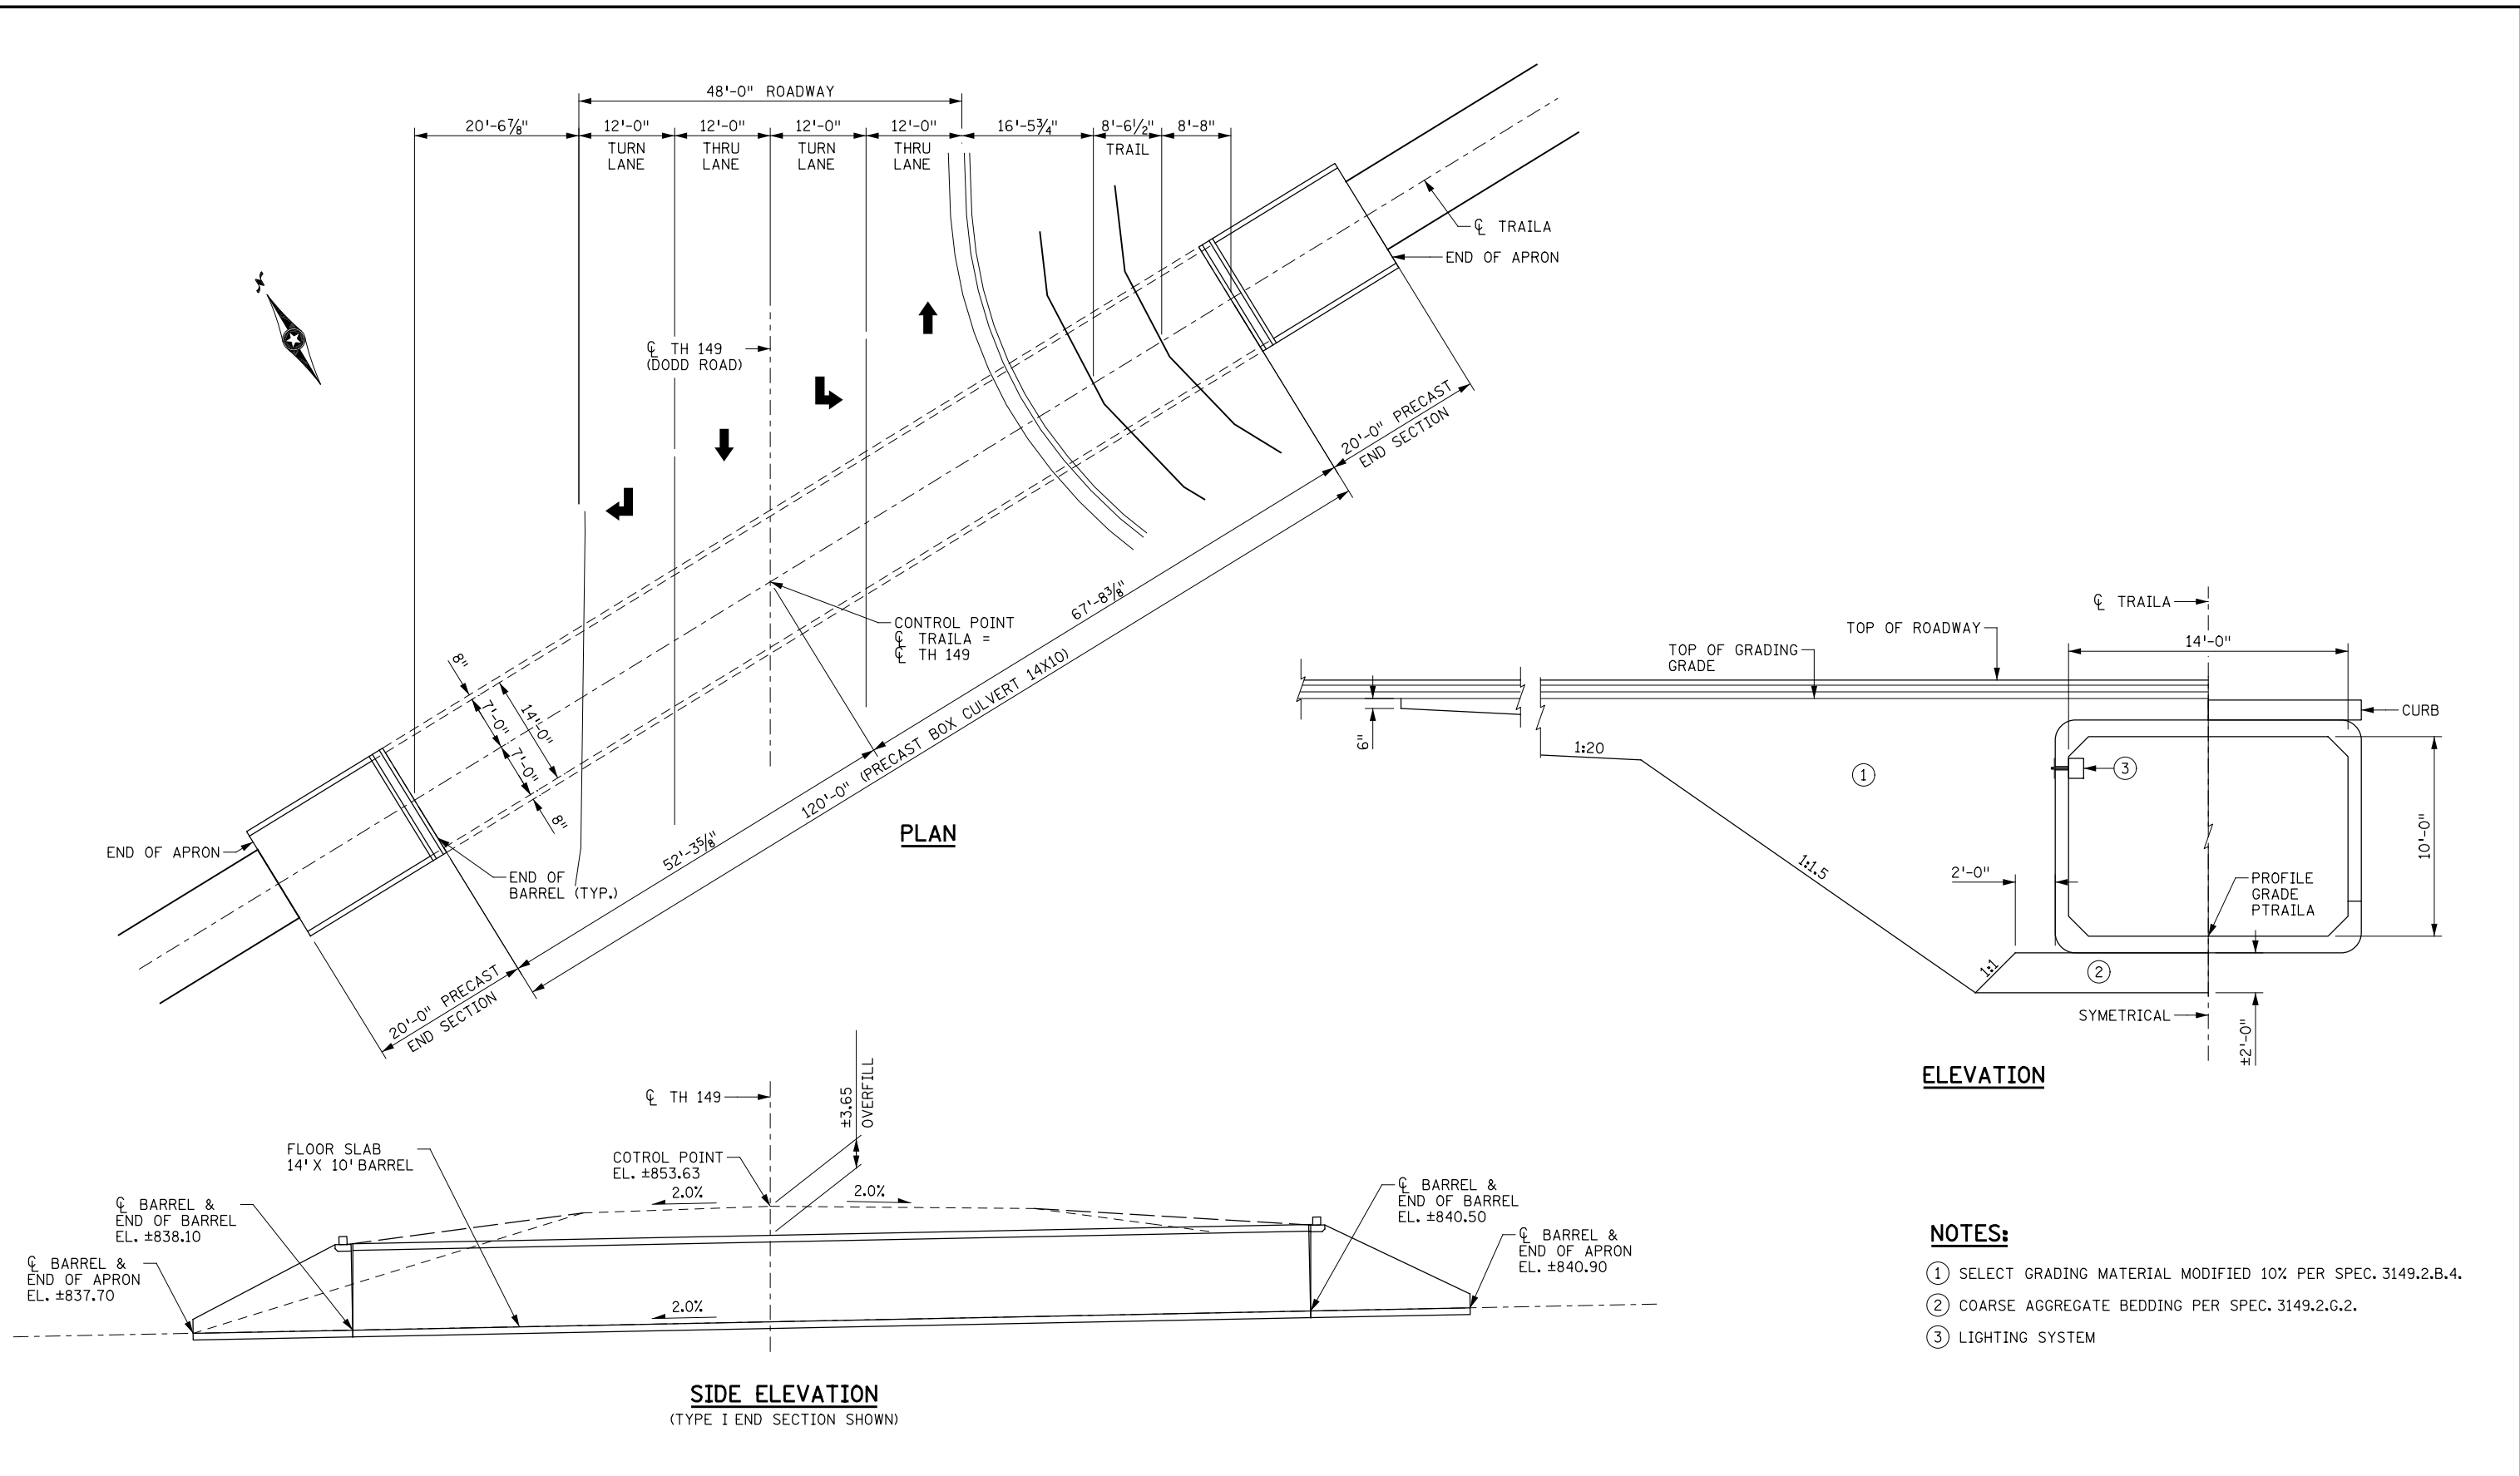 48'-0" ROADWAY
20'-6⅞"
12'-0"
12'-0"
12'-0"
12'-0"
16'-5¾"
8'-6½"
8'-8"
TURN
LANE
THRU
LANE
TURN
LANE
THRU
LANE
TRAIL
℄ TRAILA
END OF APRON
N
℄ TH 149
(DODD ROAD)
20'-0" PRECAST
END SECTION
CONTROL POINT
℄ TRAILA =
℄ TH 149
67'-8⅜"
120'-0" (PRECAST BOX CULVERT 14X10)
52'-3⅝"
8"
7'-0"
14'-0"
7'-0"
8"
END OF APRON
END OF
BARREL (TYP.)
20'-0" PRECAST
END SECTION
PLAN
℄ TRAILA
TOP OF ROADWAY
14'-0"
TOP OF GRADING
GRADE
CURB
6"
1:20
1
3
10'-0"
1:1.5
2'-0"
PROFILE
GRADE
PTRAILA
1:1
2
SYMETRICAL
±2'-0"
ELEVATION
℄ TH 149
±3.65
OVERFILL
FLOOR SLAB
14' X 10' BARREL
COTROL POINT
EL. ±853.63
2.0%
2.0%
℄ BARREL &
END OF BARREL
EL. ±838.10
℄ BARREL &
END OF APRON
EL. ±837.70
℄ BARREL &
END OF BARREL
EL. ±840.50
℄ BARREL &
END OF APRON
EL. ±840.90
2.0%
SIDE ELEVATION
(TYPE I END SECTION SHOWN)
NOTES:
1 SELECT GRADING MATERIAL MODIFIED 10% PER SPEC. 3149.2.B.4.
2 COARSE AGGREGATE BEDDING PER SPEC. 3149.2.G.2.
3 LIGHTING SYSTEM